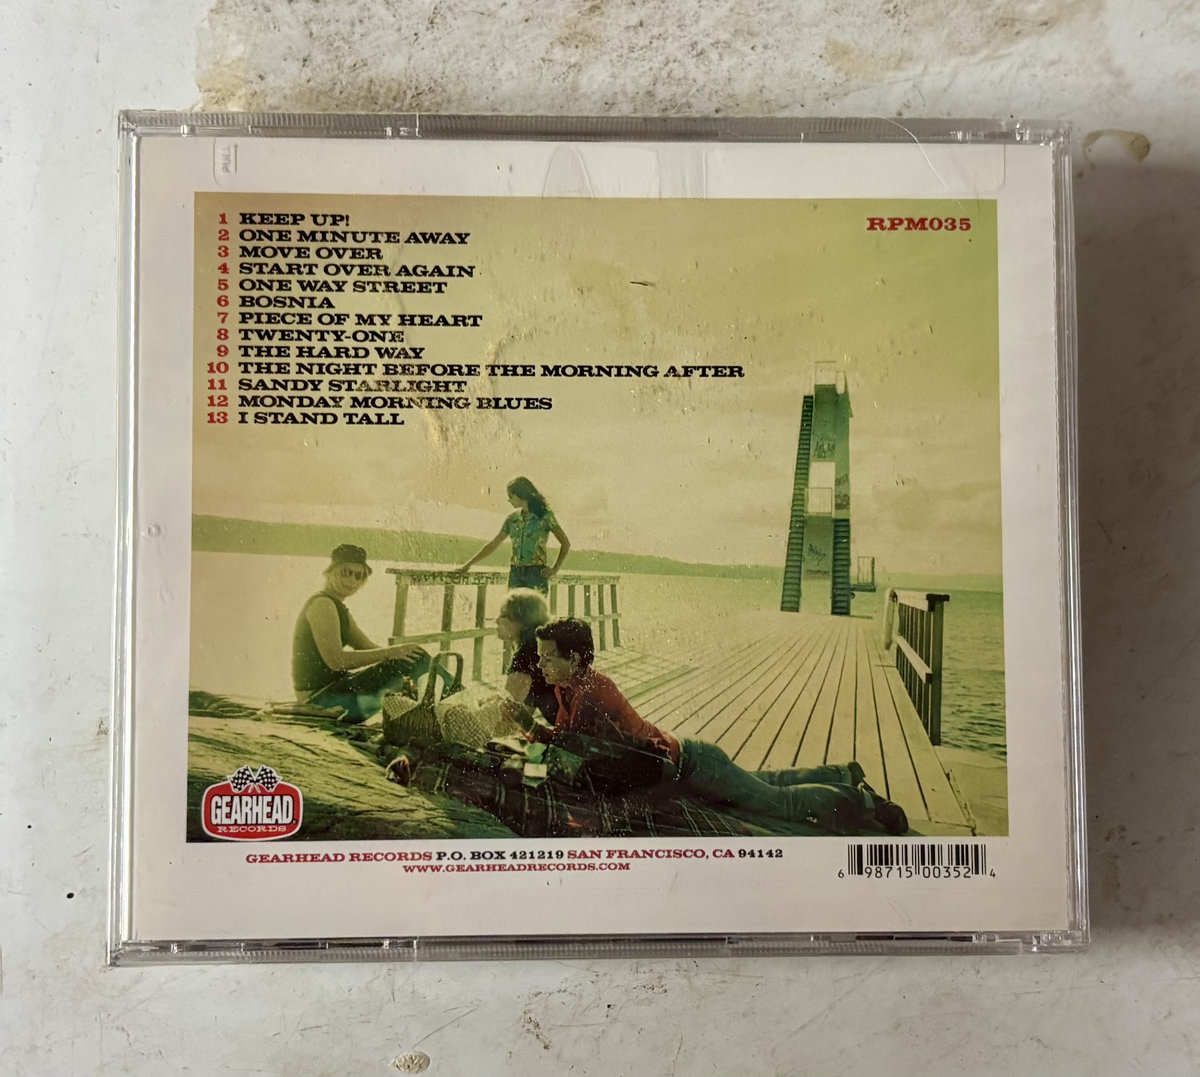 PULL
RPM035
1 KEEP UP!
2 ONE MINUTE AWAY
3 MOVE OVER
4 START OVER AGAIN
5 ONE WAY STREET
6 BOSNIA
7 PIECE OF MY HEART
8 TWENTY-ONE
9 THE HARD WAY
10 THE NIGHT BEFORE THE MORNING AFTER
11 SANDY STARLIGHT
12 MONDAY MORNING BLUES
13 I STAND TALL
GEARHEAD
RECORDS
GEARHEAD RECORDS P.O. BOX 421219 SAN FRANCISCO, CA 94142
WWW.GEARHEADRECORDS.COM
6 98715 00352 4